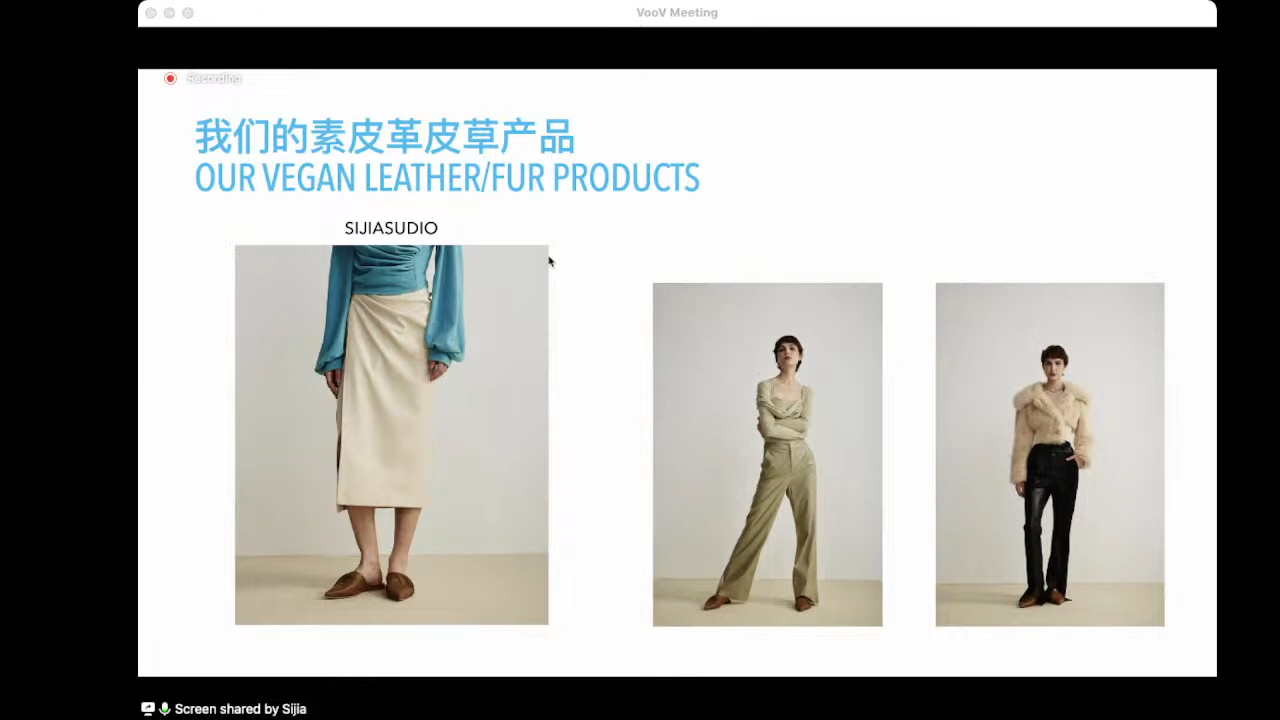 VooV Meeting
Recording
我们的素皮革皮草产品
OUR VEGAN LEATHER/FUR PRODUCTS
SIJIASUDIO
Screen shared by Sijia